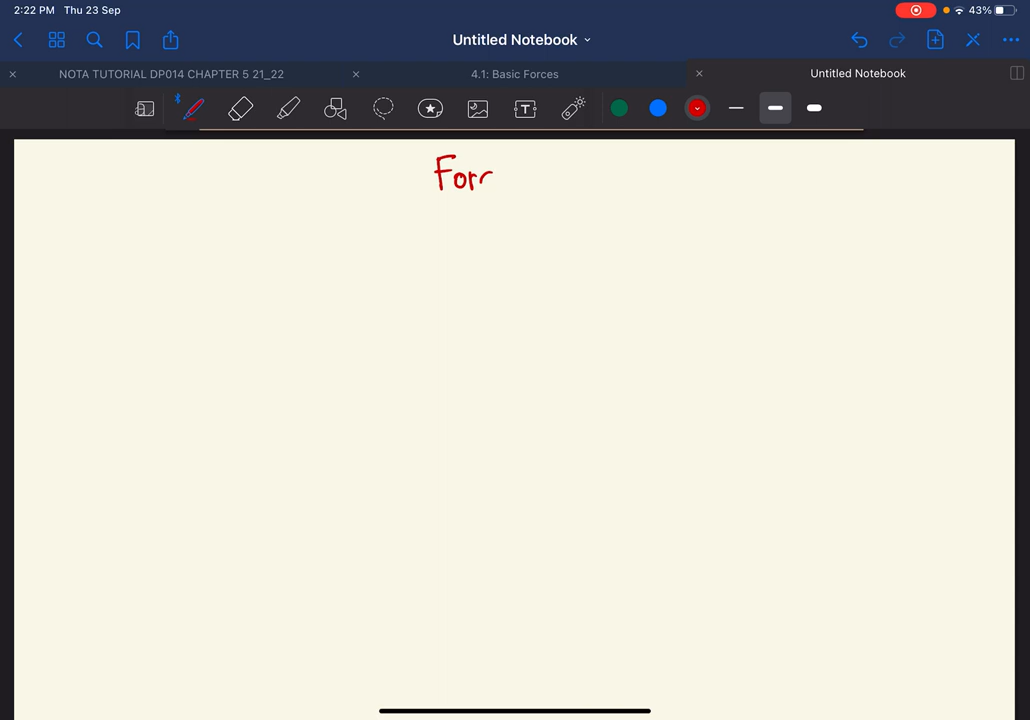 2:22 PM Thu 23 Sep
43%
Untitled Notebook
NOTA TUTORIAL DP014 CHAPTER 5 21_22
4.1: Basic Forces
Untitled Notebook
T
Forc